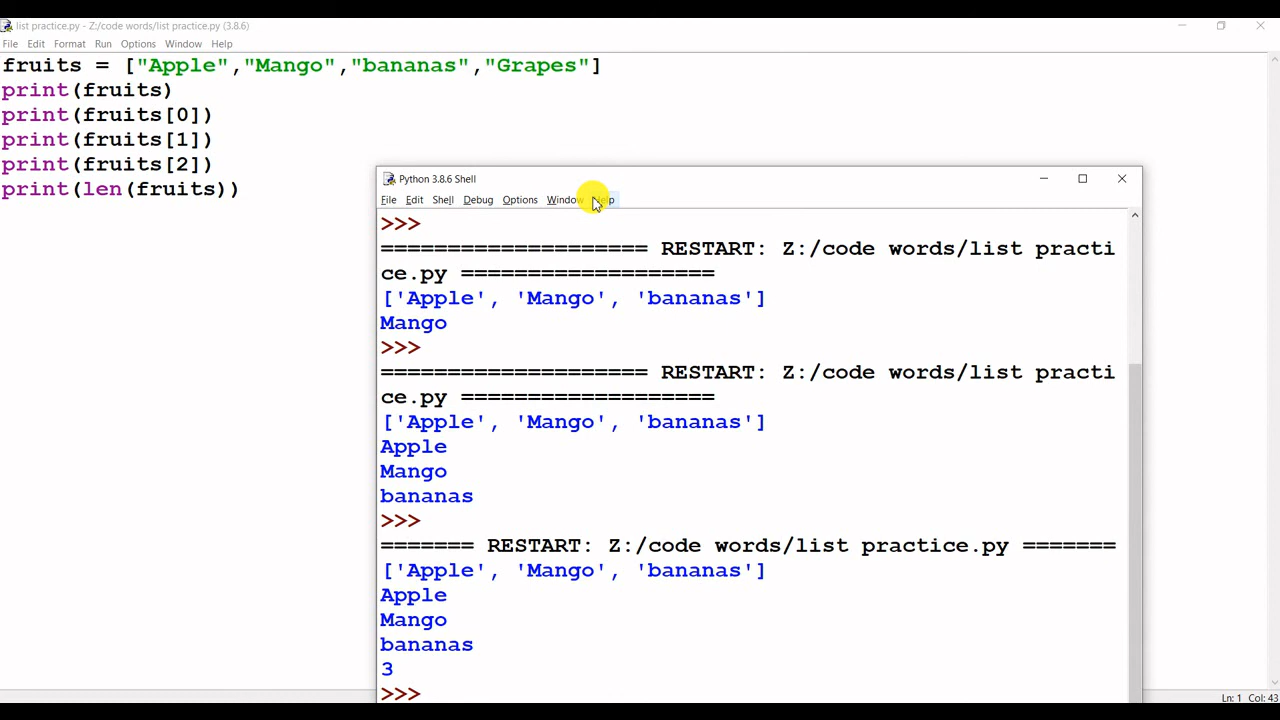 list practice.py - Z:/code words/list practice.py (3.8.6)
File Edit Format Run Options Window Help
fruits = ["Apple","Mango","bananas","Grapes"]
print(fruits)
print(fruits[0])
print(fruits[1])
print(fruits[2])
print(len(fruits))
Python 3.8.6 Shell
File Edit Shell Debug Options Window Help
>>>
==================== RESTART: Z:/code words/list practi
ce.py ===================
['Apple', 'Mango', 'bananas']
Mango
>>>
==================== RESTART: Z:/code words/list practi
ce.py ===================
['Apple', 'Mango', 'bananas']
Apple
Mango
bananas
>>>
======= RESTART: Z:/code words/list practice.py =======
['Apple', 'Mango', 'bananas']
Apple
Mango
bananas
3
>>>
Ln: 1 Col: 43